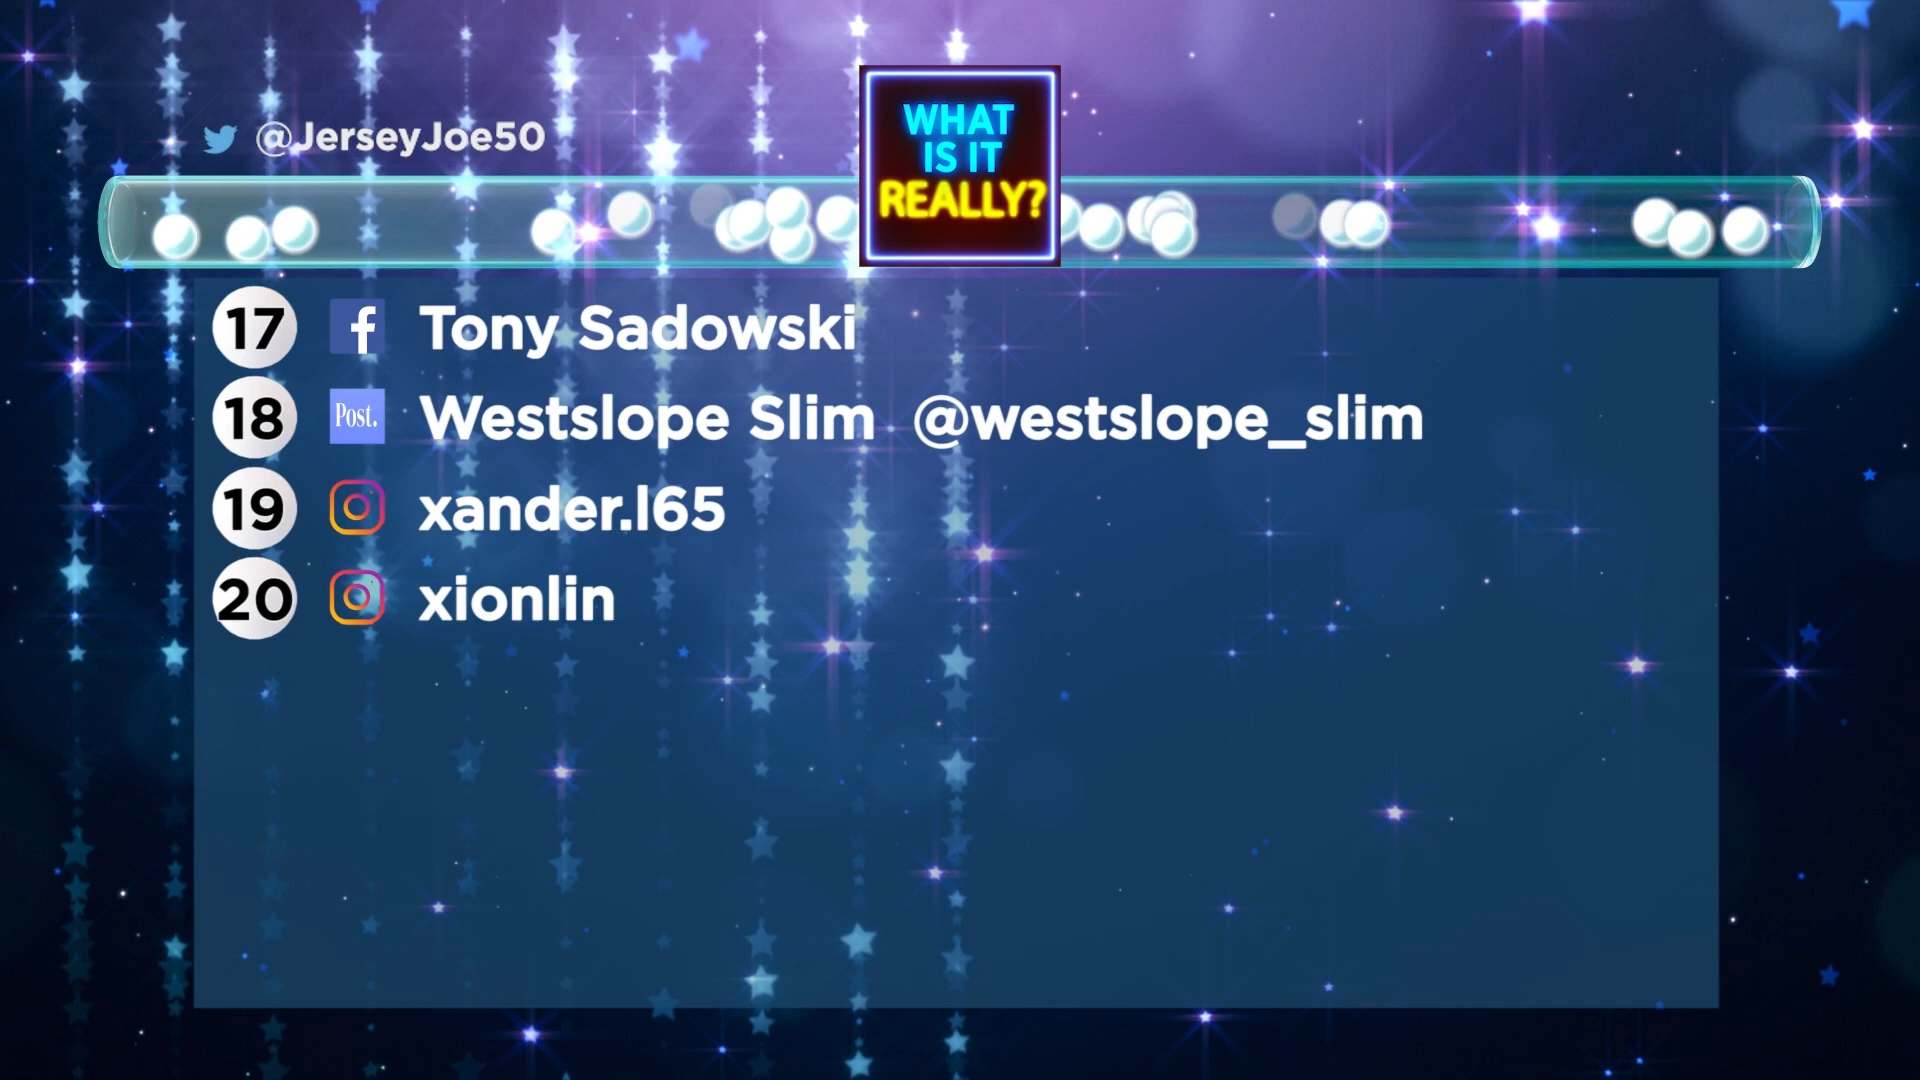 @JerseyJoe50
WHAT
IS IT
REALLY?
17 f Tony Sadowski
18 Post. Westslope Slim @westslope_slim
19 xander.l65
20 xionlin